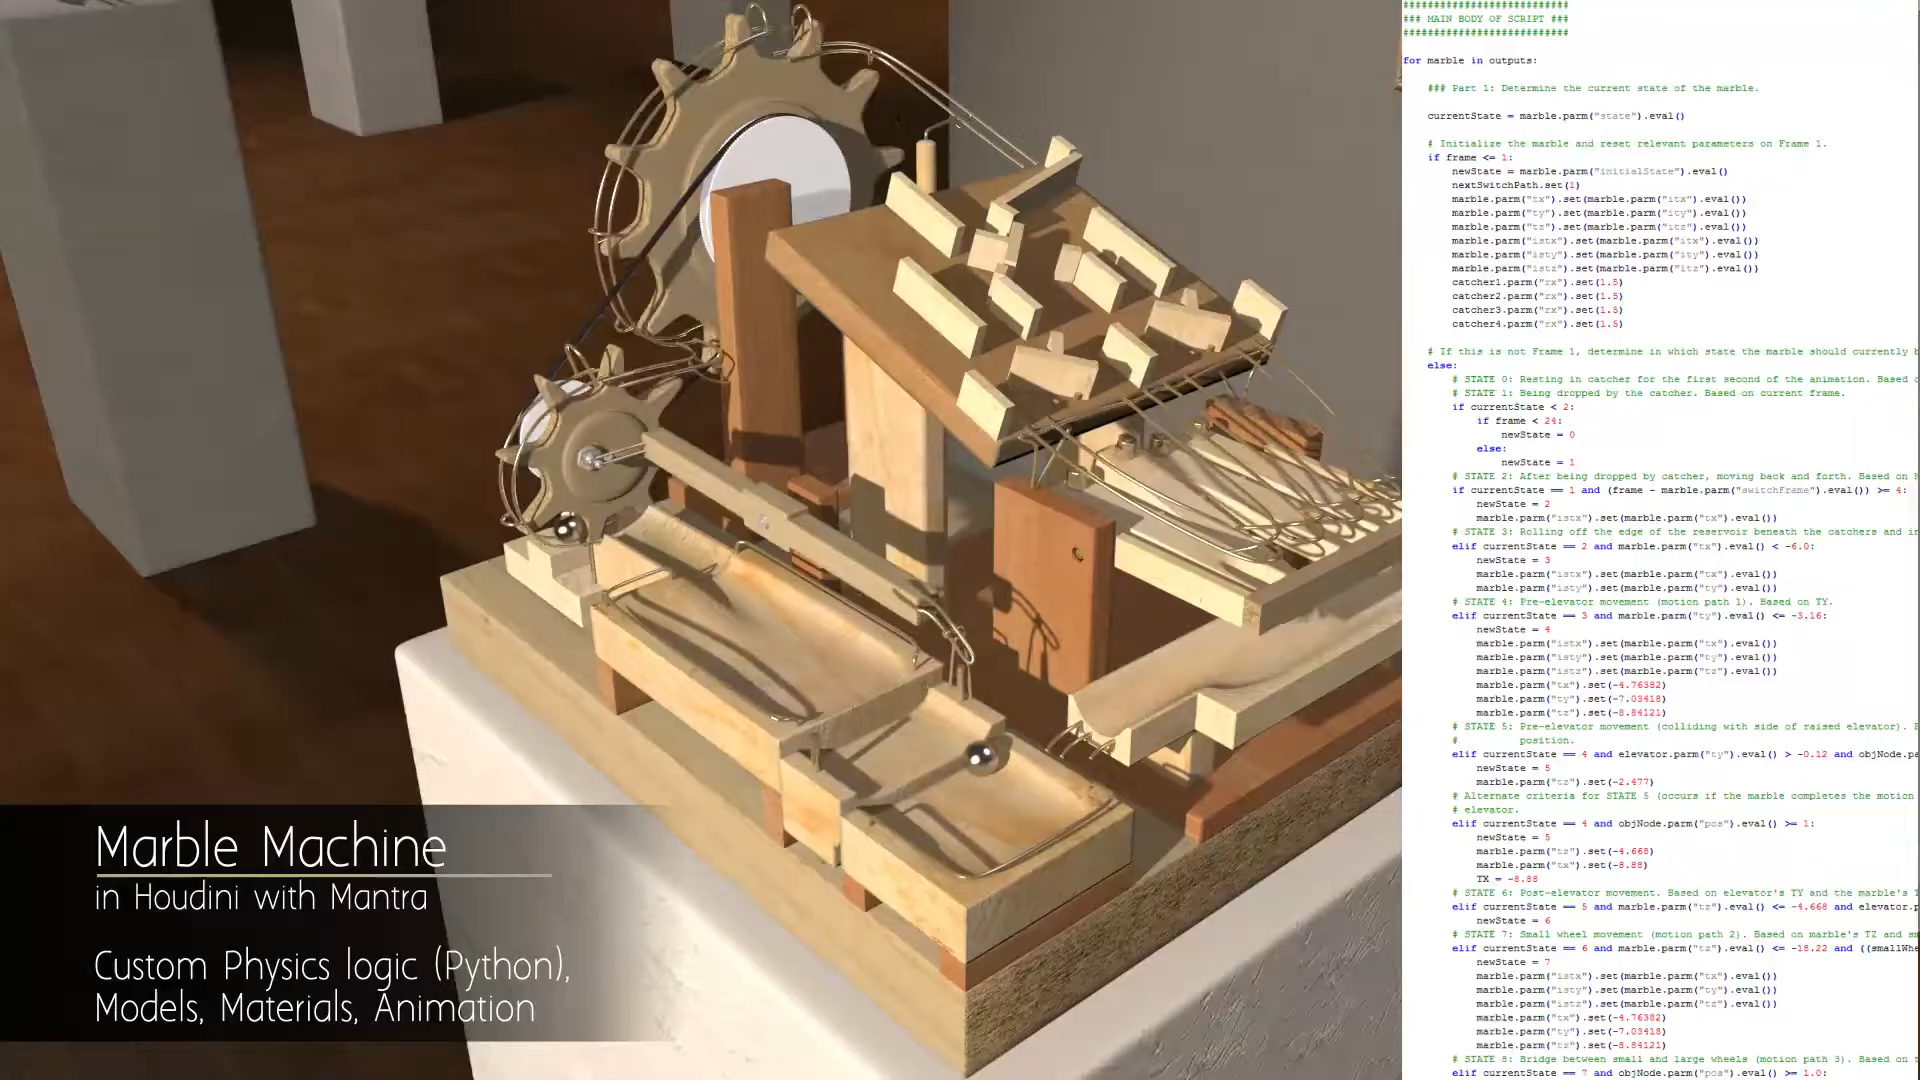 Marble Machine
in Houdini with Mantra
Custom Physics logic (Python),
Models, Materials, Animation
###########################
### MAIN BODY OF SCRIPT ###
###########################
for marble in outputs:
### Part 1: Determine the current state of the marble.
currentState = marble.parm("state").eval()
# Initialize the marble and reset relevant parameters on Frame 1.
if frame <= 1:
newState = marble.parm("initialState").eval()
nextSwitchPath.set(1)
marble.parm("tx").set(marble.parm("itx").eval())
marble.parm("ty").set(marble.parm("ity").eval())
marble.parm("tz").set(marble.parm("itz").eval())
marble.parm("istx").set(marble.parm("itx").eval())
marble.parm("isty").set(marble.parm("ity").eval())
marble.parm("istz").set(marble.parm("itz").eval())
catcher1.parm("rx").set(1.5)
catcher2.parm("rx").set(1.5)
catcher3.parm("rx").set(1.5)
catcher4.parm("rx").set(1.5)
# If this is not Frame 1, determine in which state the marble should currently
else:
# STATE 0: Resting in catcher for the first second of the animation. Based
# STATE 1: Being dropped by the catcher. Based on current frame.
if currentState < 2:
if frame < 24:
newState = 0
else:
newState = 1
# STATE 2: After being dropped by catcher, moving back and forth. Based on
if currentState == 1 and (frame - marble.parm("switchFrame").eval()) >= 4:
newState = 2
marble.parm("istx").set(marble.parm("tx").eval())
# STATE 3: Rolling off the edge of the reservoir beneath the catchers and
elif currentState == 2 and marble.parm("tx").eval() < -6.0:
newState = 3
marble.parm("istx").set(marble.parm("tx").eval())
marble.parm("isty").set(marble.parm("ty").eval())
# STATE 4: Pre-elevator movement (motion path 1). Based on TY.
elif currentState == 3 and marble.parm("ty").eval() <= -3.16:
newState = 4
marble.parm("istx").set(marble.parm("tx").eval())
marble.parm("isty").set(marble.parm("ty").eval())
marble.parm("istz").set(marble.parm("tz").eval())
marble.parm("tx").set(-4.76382)
marble.parm("ty").set(-7.03418)
marble.parm("tz").set(-8.84121)
# STATE 5: Pre-elevator movement (colliding with side of raised elevator).
# position.
elif currentState == 4 and elevator.parm("ty").eval() > -0.12 and
newState = 5
marble.parm("tz").set(-2.477)
# Alternate criteria for STATE 5 (occurs if the marble completes the motion
# elevator.
elif currentState == 4 and objNode.parm("pos").eval() >= 1:
newState = 5
marble.parm("tz").set(-4.668)
marble.parm("tx").set(-8.88)
TX = -8.88
# STATE 6: Post-elevator movement. Based on elevator's TY and the marble's
elif currentState == 5 and marble.parm("tz").eval() <= -4.668 and
newState = 6
# STATE 7: Small wheel movement (motion path 2). Based on marble's TZ and
elif currentState == 6 and marble.parm("tz").eval() <= -18.22 and
newState = 7
marble.parm("istx").set(marble.parm("tx").eval())
marble.parm("isty").set(marble.parm("ty").eval())
marble.parm("istz").set(marble.parm("tz").eval())
marble.parm("tx").set(-4.76382)
marble.parm("ty").set(-7.03418)
marble.parm("tz").set(-8.84121)
# STATE 8: Bridge between small and large wheels (motion path 3). Based on
elif currentState == 7 and objNode.parm("pos").eval() >= 1.0: